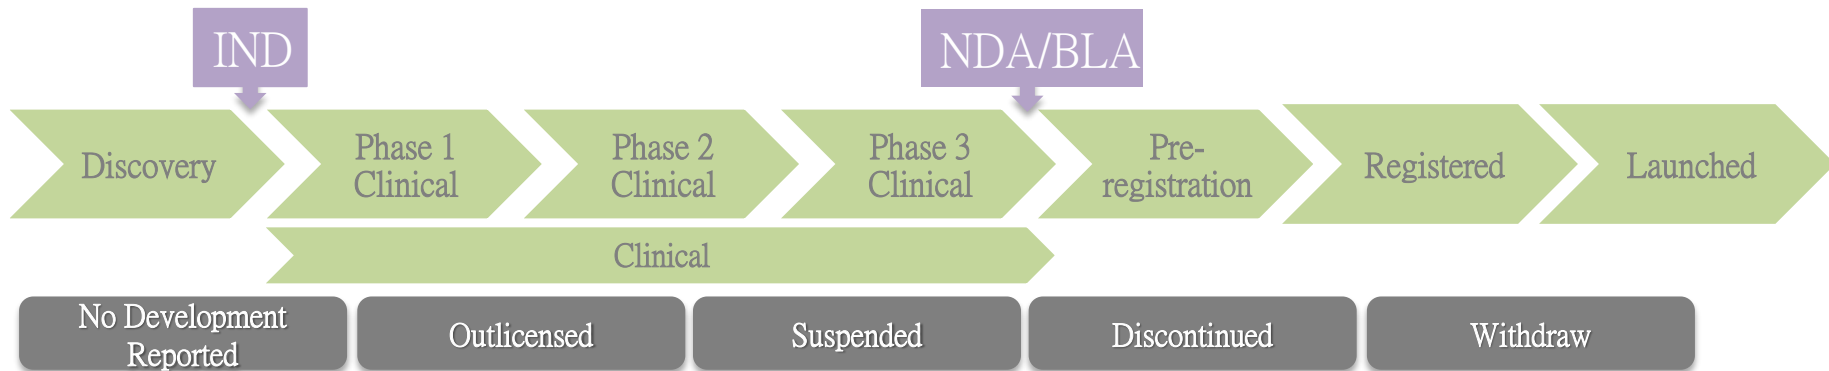 IND
NDA/BLA
Discovery
Phase 1
Clinical
Phase 2
Clinical
Phase 3
Clinical
Pre-
registration
Registered
Launched
Clinical
No Development
Reported
Outlicensed
Suspended
Discontinued
Withdraw